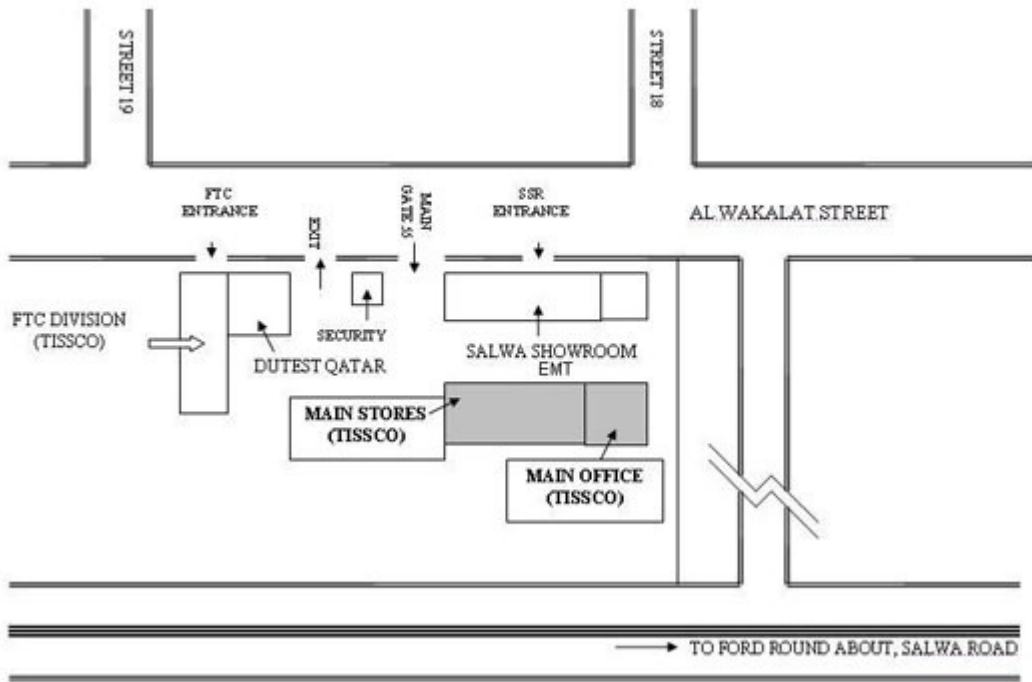 STREET 19
STREET 18
FTC
ENTRANCE
EXIT
MAIN
GATE 55
SSR
ENTRANCE
AL WAKALAT STREET
FTC DIVISION
(TISSCO)
SECURITY
DUTEST QATAR
SALWA SHOWROOM
EMT
MAIN STORES
(TISSCO)
MAIN OFFICE
(TISSCO)
TO FORD ROUND ABOUT, SALWA ROAD